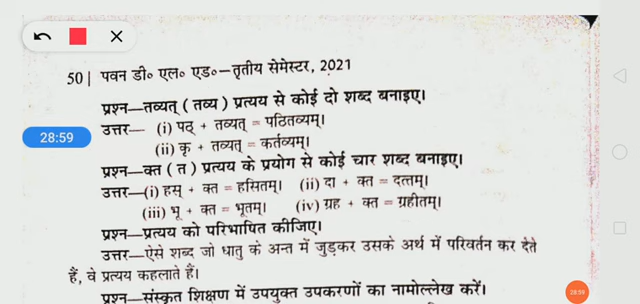 50| पवन डी० एल० एड०–तृतीय सेमेस्टर, 2021
प्रश्न–तव्यत् ( तव्य ) प्रत्यय से कोई दो शब्द बनाइए।
उत्तर– (i) पठ् + तव्यत् = पठितव्यम्।
28:59
(ii) कृ + तव्यत् = कर्तव्यम्।
प्रश्न–क्त ( त ) प्रत्यय के प्रयोग से कोई चार शब्द बनाइए।
उत्तर–(i) हस् + क्त = हसितम्। (ii) दा + क्त = दत्तम्।
(iii) भू + क्त = भूतम्। (iv) ग्रह + क्त = ग्रहीतम्।
प्रश्न–प्रत्यय को परिभाषित कीजिए।
उत्तर–ऐसे शब्द जो धातु के अन्त में जुड़कर उसके अर्थ में परिवर्तन कर देते
हैं, वे प्रत्यय कहलाते हैं।
प्रश्न–संस्कृत शिक्षण में उपयुक्त उपकरणों का नामोल्लेख करें।
28:59